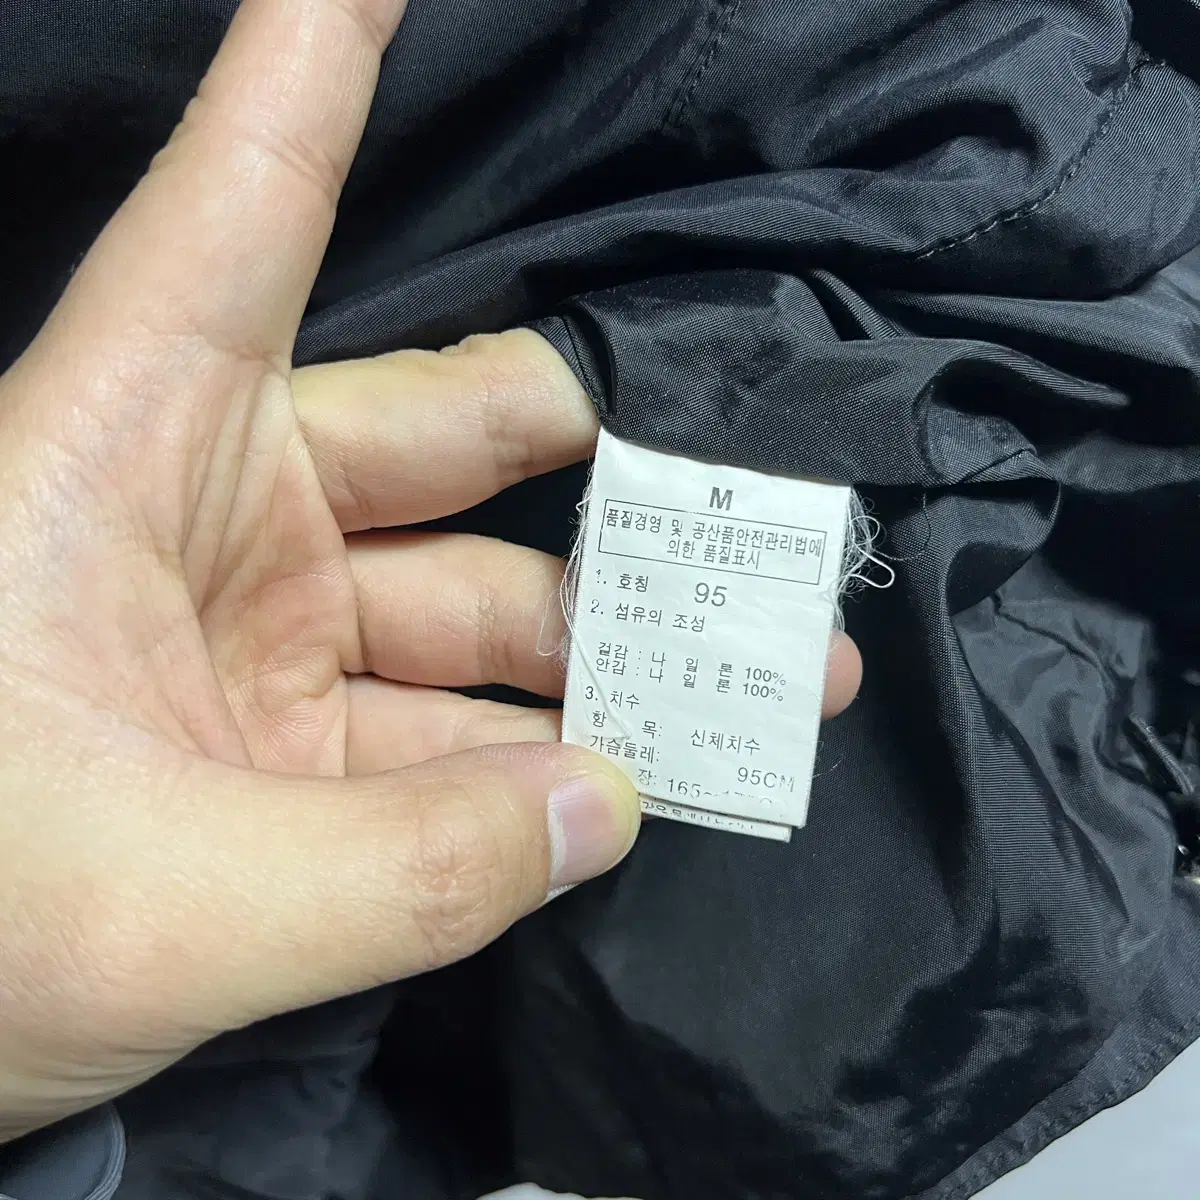 M
품질경영 및 공산품안전관리법에
의한 품질표시
1. 호칭 95
2. 섬유의 조성
겉감 : 나 일 론 100%
안감 : 나 일 론 100%
3. 치수
항 목: 신체치수
가슴둘레: 95CM
장: 165~